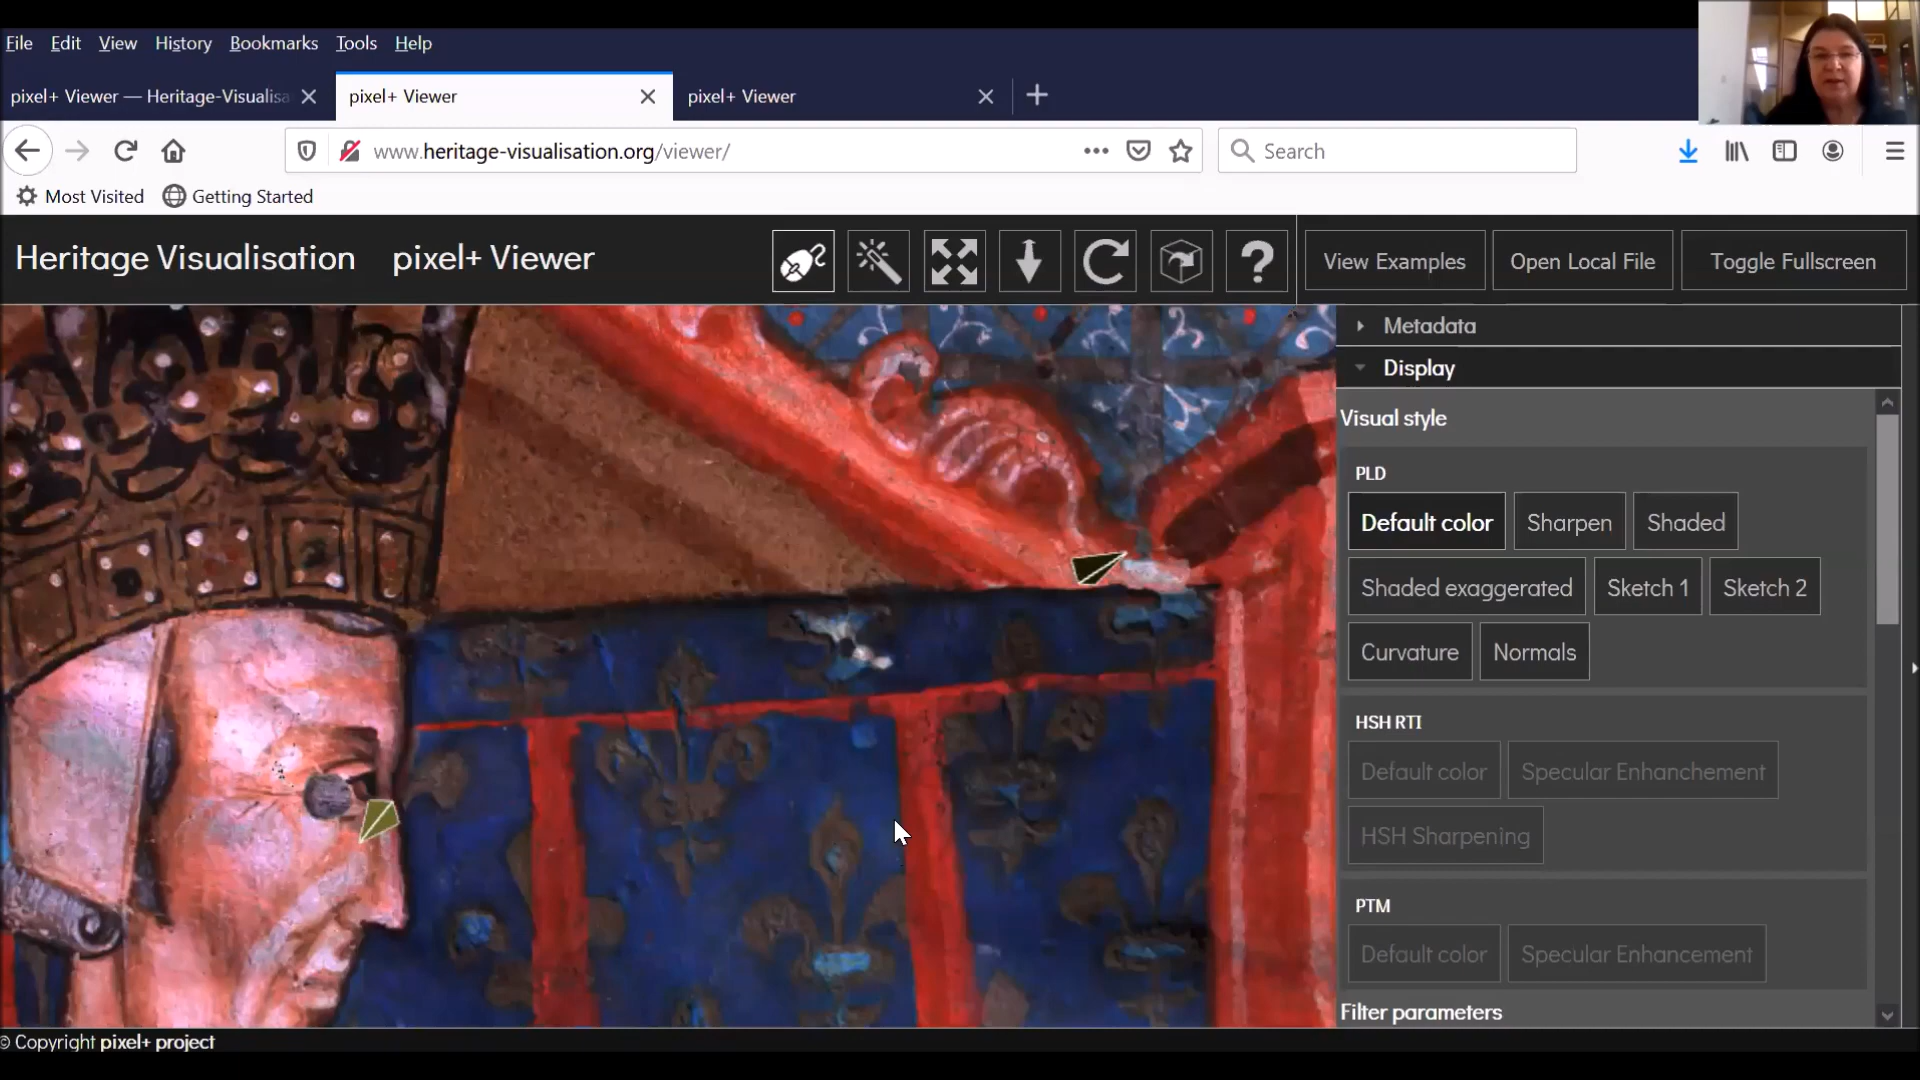 File Edit View History Bookmarks Tools Help
pixel+ Viewer — Heritage-Visualisa pixel+ Viewer pixel+ Viewer
www.heritage-visualisation.org/viewer/ Search
Most Visited Getting Started
Heritage Visualisation pixel+ Viewer ? View Examples Open Local File Toggle Fullscreen
Metadata
Display
Visual style
PLD
Default color Sharpen Shaded
Shaded exaggerated Sketch 1 Sketch 2
Curvature Normals
HSH RTI
Default color Specular Enhanchement
HSH Sharpening
PTM
Default color Specular Enhancement
Filter parameters
© Copyright pixel+ project